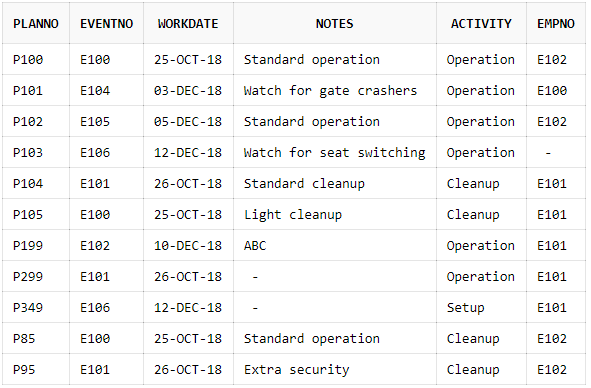 PLANNO EVENTNO WORKDATE NOTES ACTIVITY EMPNO
P100 E100 25-OCT-18 Standard operation Operation E102
P101 E104 03-DEC-18 Watch for gate crashers Operation E100
P102 E105 05-DEC-18 Standard operation Operation E102
P103 E106 12-DEC-18 Watch for seat switching Operation -
P104 E101 26-OCT-18 Standard cleanup Cleanup E101
P105 E100 25-OCT-18 Light cleanup Cleanup E101
P199 E102 10-DEC-18 ABC Operation E101
P299 E101 26-OCT-18 - Operation E101
P349 E106 12-DEC-18 - Setup E101
P85 E100 25-OCT-18 Standard operation Cleanup E102
P95 E101 26-OCT-18 Extra security Cleanup E102